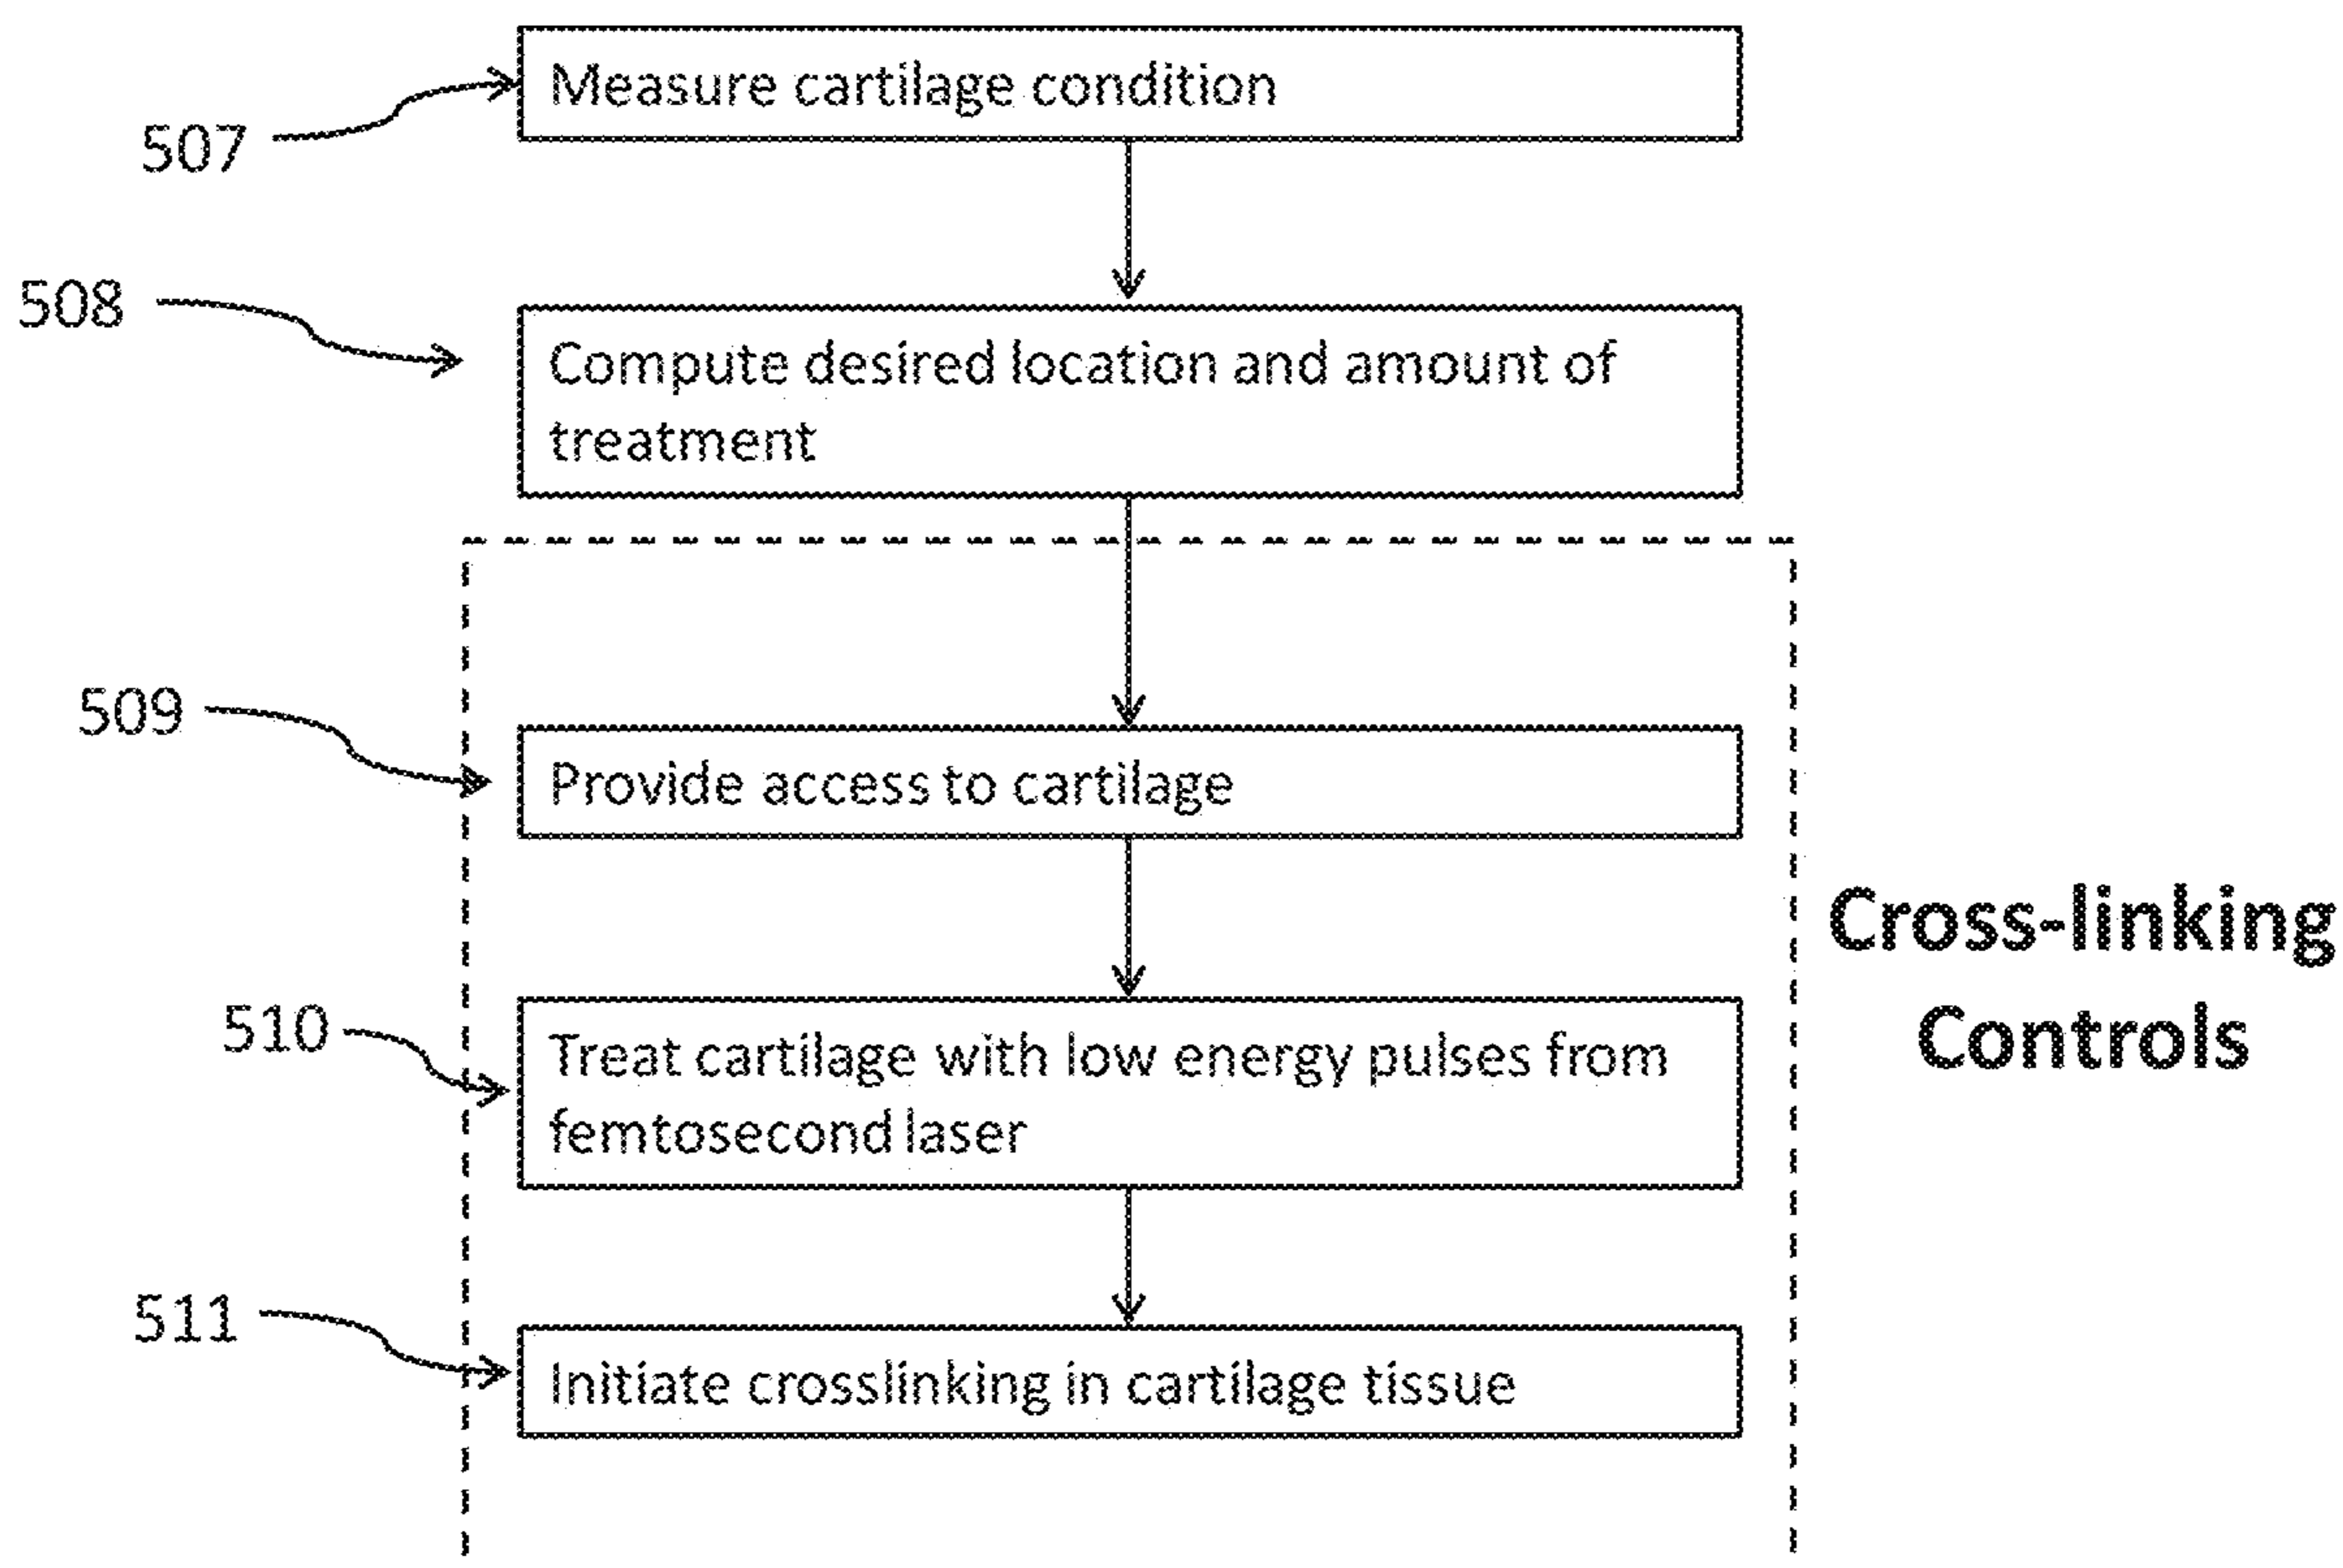 507
Measure cartilage condition
508
Compute desired location and amount of
treatment
509
Provide access to cartilage
Cross-linking
Controls
510
Treat cartilage with low energy pulses from
femtosecond laser
511
Initiate crosslinking in cartilage tissue